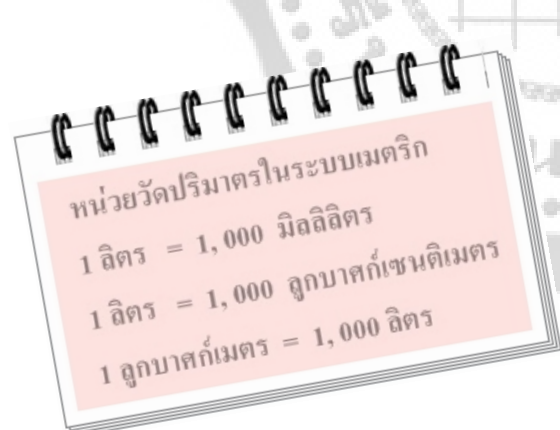 หน่วยวัดปริมาตรในระบบเมตริก
1 ลิตร = 1,000 มิลลิลิตร
1 ลิตร = 1,000 ลูกบาศก์เซนติเมตร
1 ลูกบาศก์เมตร = 1,000 ลิตร